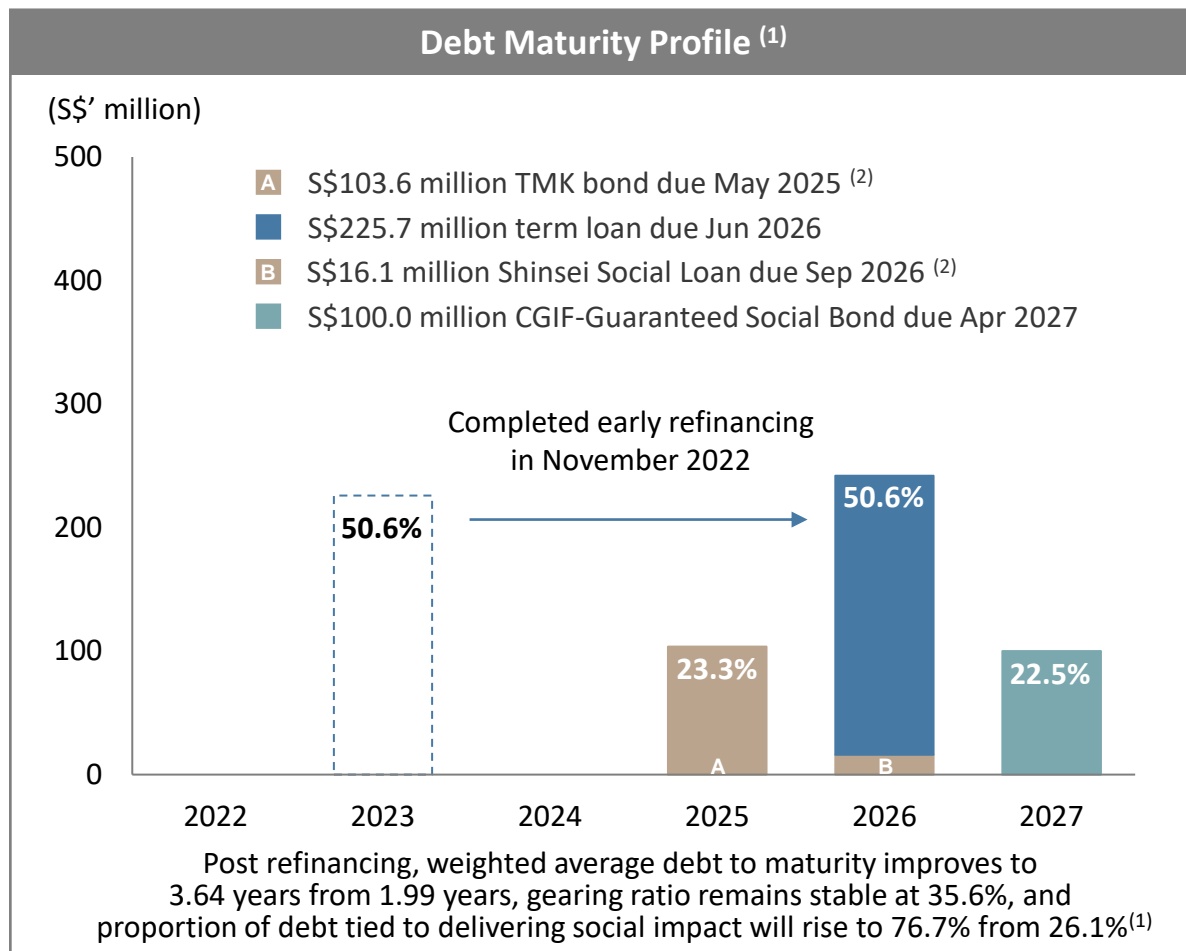 Debt Maturity Profile (1)
(S$' million)
500
400
300
200
100
0
A S$103.6 million TMK bond due May 2025 (2)
S$225.7 million term loan due Jun 2026
B S$16.1 million Shinsei Social Loan due Sep 2026 (2)
S$100.0 million CGIF-Guaranteed Social Bond due Apr 2027
Completed early refinancing
in November 2022
50.6%
23.3%
A
50.6%
B
22.5%
2022 2023 2024 2025 2026 2027
Post refinancing, weighted average debt to maturity improves to
3.64 years from 1.99 years, gearing ratio remains stable at 35.6%, and
proportion of debt tied to delivering social impact will rise to 76.7% from 26.1%(1)